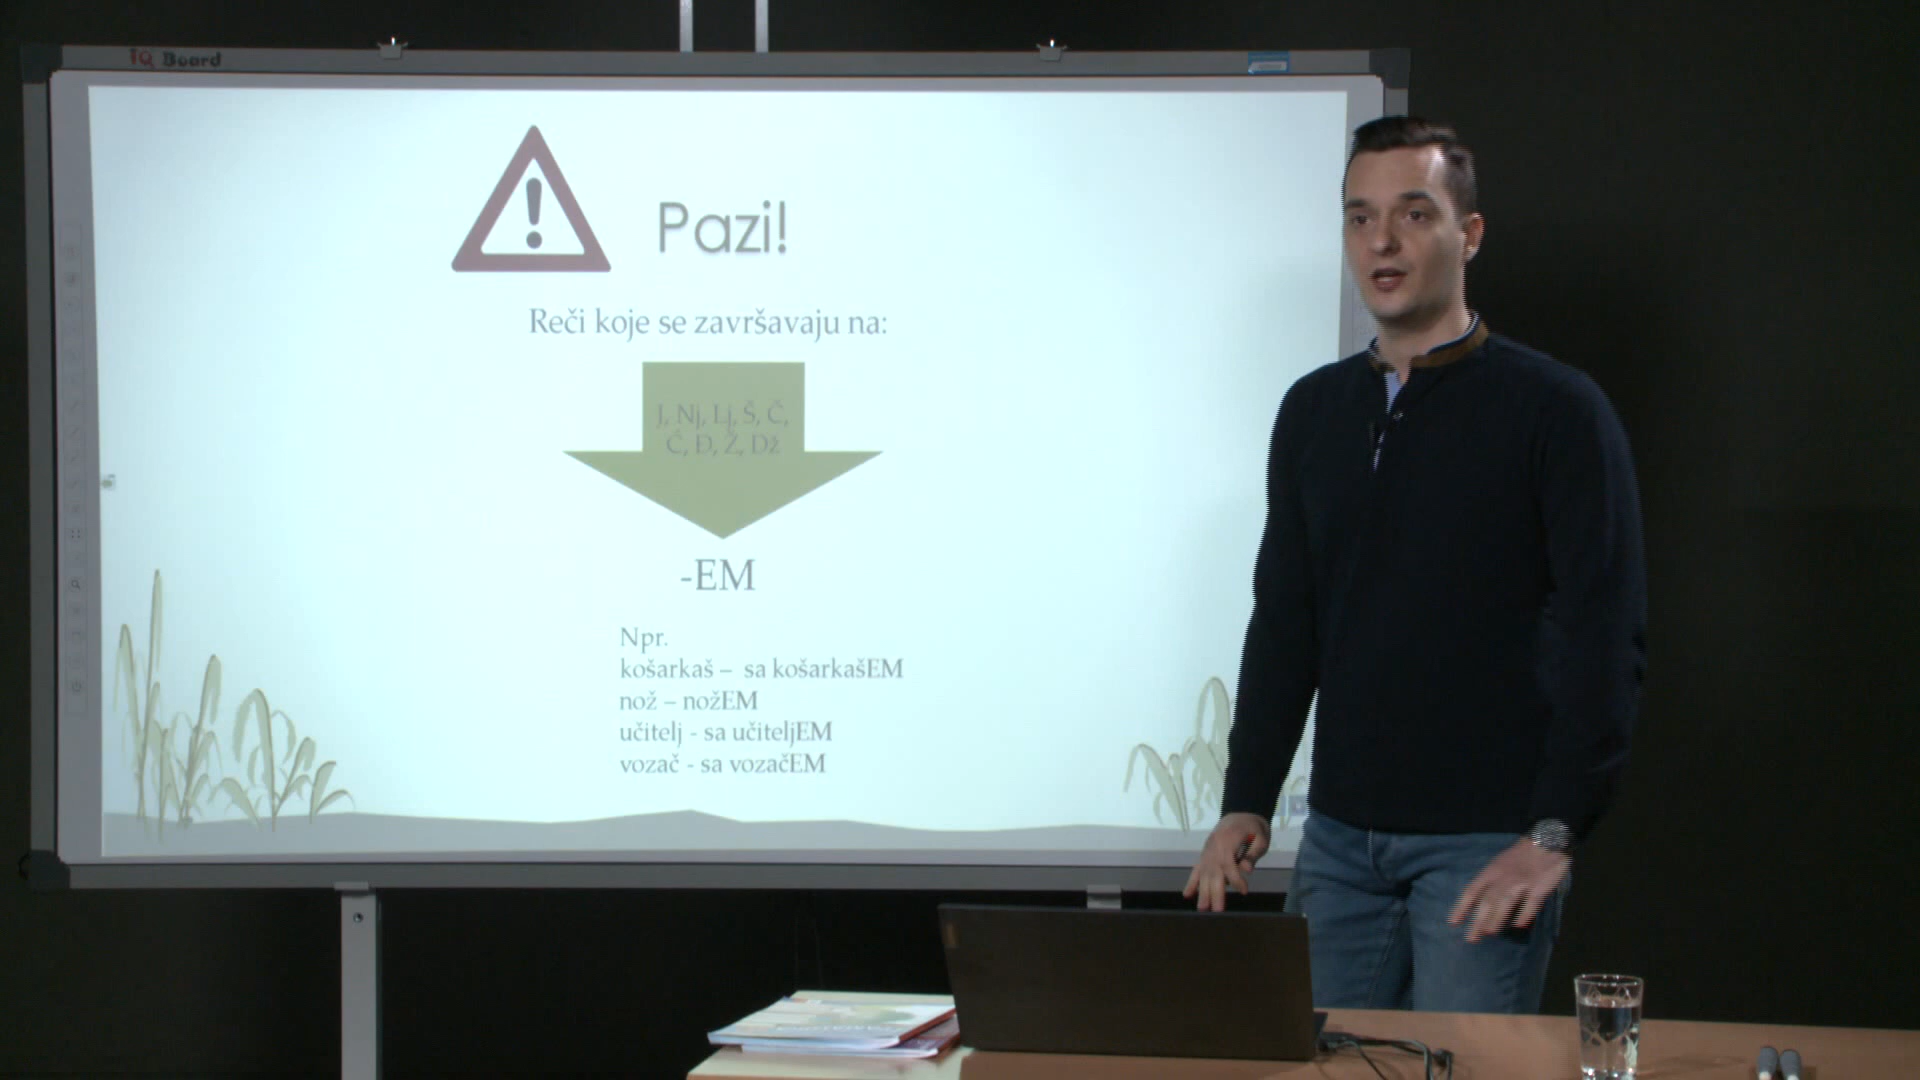 IQ Board
Pazi!
Reči koje se završavaju na:
J, Nj, Lj, Š, Č,
Ć, Đ, Ž, Dž
-EM
Npr.
košarkaš – sa košarkašEM
nož – nožEM
učitelj - sa učiteljEM
vozač - sa vozačEM